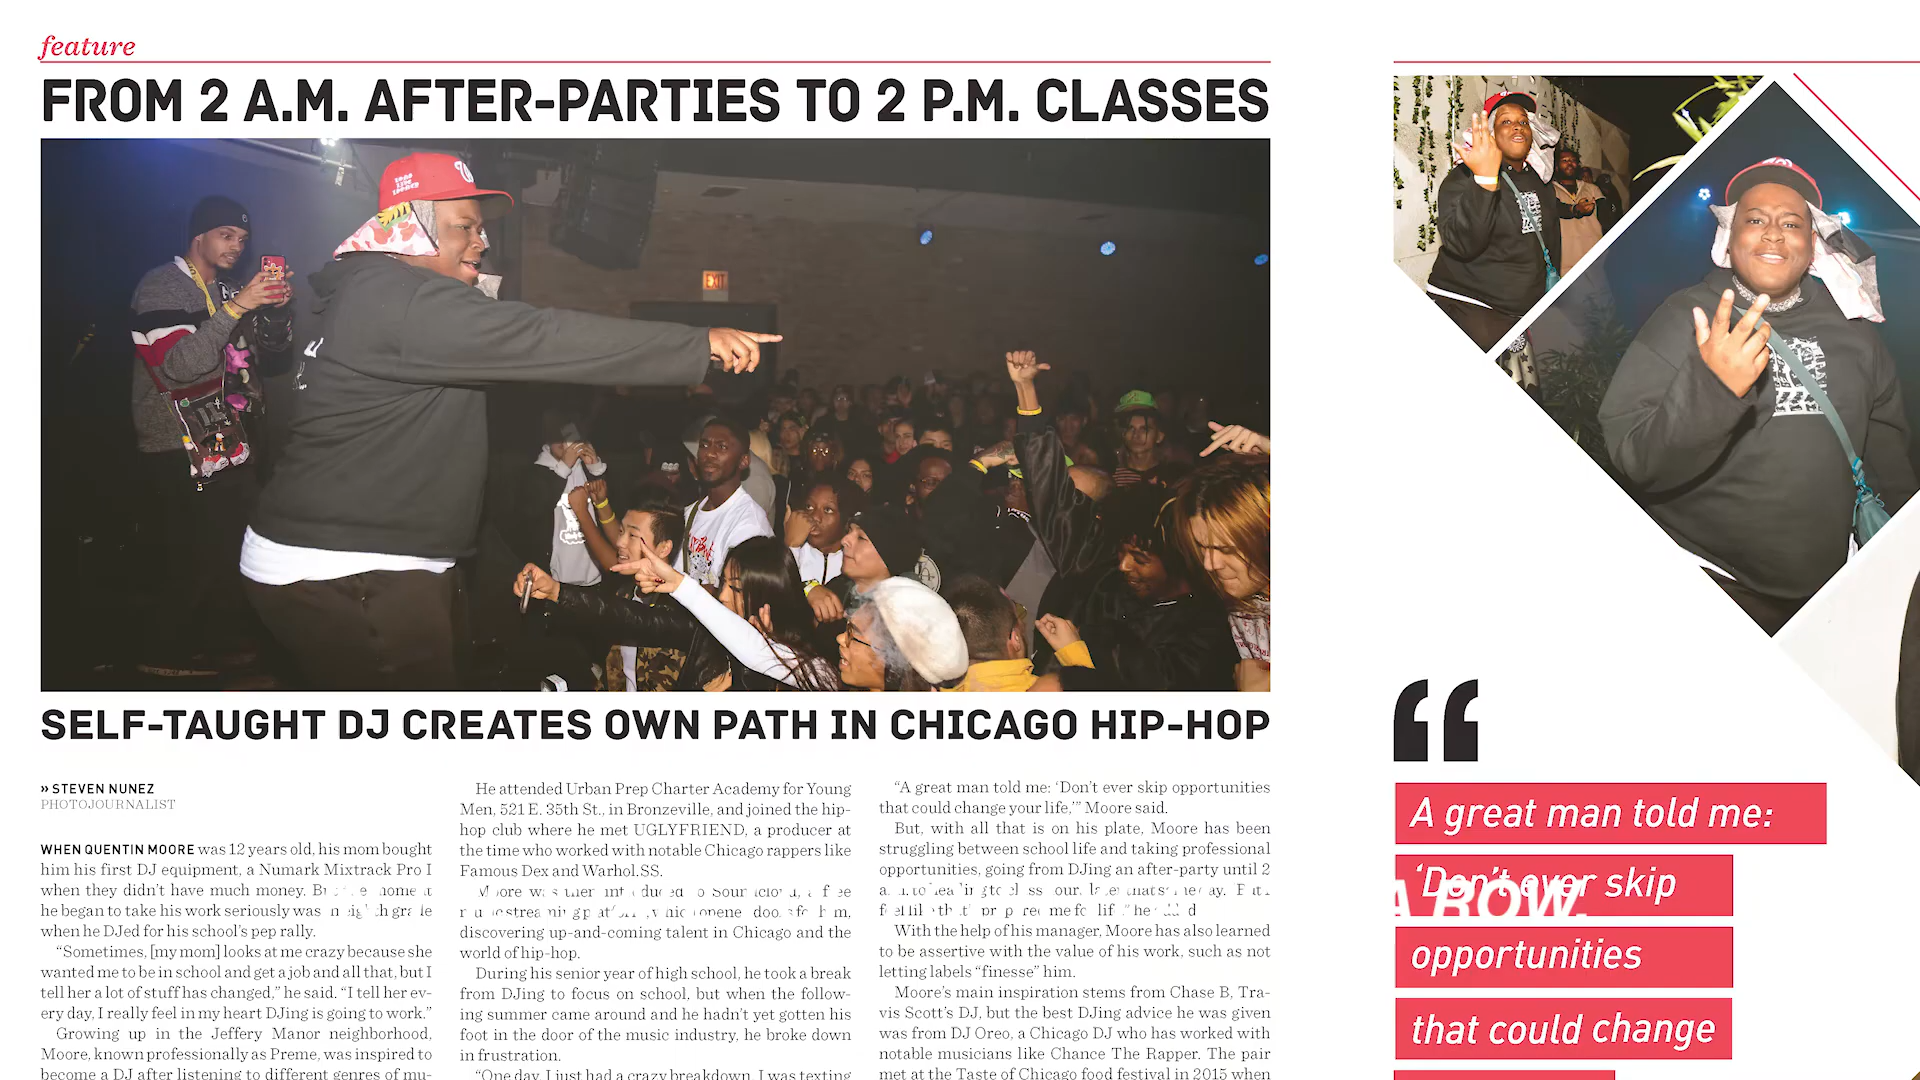 feature
FROM 2 A.M. AFTER-PARTIES TO 2 P.M. CLASSES
EXIT
SELF-TAUGHT DJ CREATES OWN PATH IN CHICAGO HIP-HOP
» STEVEN NUNEZ
PHOTOJOURNALIST
WHEN QUENTIN MOORE was 12 years old, his mom bought
him his first DJ equipment, a Numark Mixtrack Pro I
when they didn't have much money.
he began to take his work seriously was
when he DJed for his school's pep rally.
“Sometimes, [my mom] looks at me crazy because she
wanted me to be in school and get a job and all that, but I
tell her a lot of stuff has changed,” he said. “I tell her ev-
ery day, I really feel in my heart DJing is going to work.”
Growing up in the Jeffery Manor neighborhood,
Moore, known professionally as Preme, was inspired to
become a DJ after listening to different genres of mu-
He attended Urban Prep Charter Academy for Young
Men, 521 E. 35th St., in Bronzeville, and joined the hip-
hop club where he met UGLYFRIEND, a producer at
the time who worked with notable Chicago rappers like
Famous Dex and Warhol.SS.
discovering up-and-coming talent in Chicago and the
world of hip-hop.
During his senior year of high school, he took a break
from DJing to focus on school, but when the follow-
ing summer came around and he hadn't yet gotten his
foot in the door of the music industry, he broke down
in frustration.
“One day, I just had a crazy breakdown. I was texting
“A great man told me: ‘Don't ever skip opportunities
that could change your life,’” Moore said.
But, with all that is on his plate, Moore has been
struggling between school life and taking professional
opportunities, going from DJing an after-party until 2
With the help of his manager, Moore has also learned
to be assertive with the value of his work, such as not
letting labels “finesse” him.
Moore's main inspiration stems from Chase B, Tra-
vis Scott's DJ, but the best DJing advice he was given
was from DJ Oreo, a Chicago DJ who has worked with
notable musicians like Chance The Rapper. The pair
met at the Taste of Chicago food festival in 2015 when
“
A great man told me:
‘Don't ever skip
A ROW.
opportunities
that could change